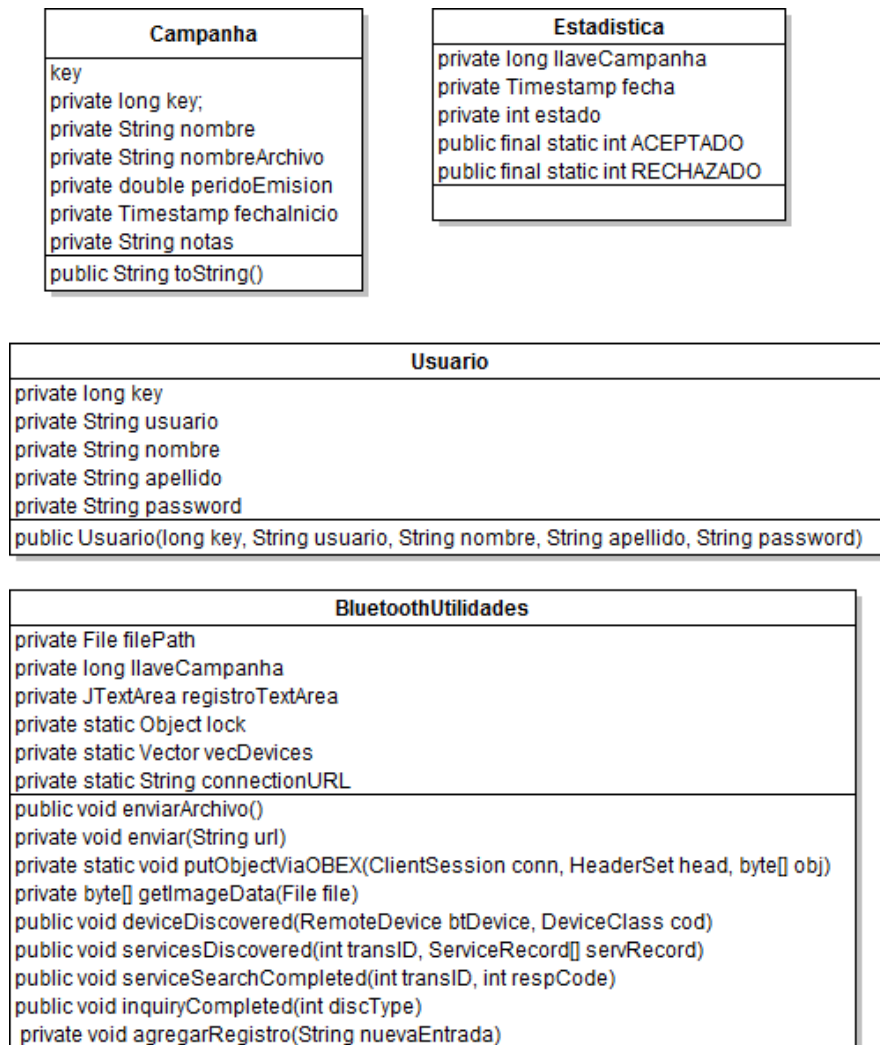 Campanha
key
private long key;
private String nombre
private String nombreArchivo
private double peridoEmision
private Timestamp fechaInicio
private String notas
public String toString()
Estadistica
private long llaveCampanha
private Timestamp fecha
private int estado
public final static int ACEPTADO
public final static int RECHAZADO
Usuario
private long key
private String usuario
private String nombre
private String apellido
private String password
public Usuario(long key, String usuario, String nombre, String apellido, String password)
BluetoothUtilidades
private File filePath
private long llaveCampanha
private JTextArea registroTextArea
private static Object lock
private static Vector vecDevices
private static String connectionURL
public void enviarArchivo()
private void enviar(String url)
private static void putObjectViaOBEX(ClientSession conn, HeaderSet head, byte[] obj)
private byte[] getImageData(File file)
public void deviceDiscovered(RemoteDevice btDevice, DeviceClass cod)
public void servicesDiscovered(int transID, ServiceRecord[] servRecord)
public void serviceSearchCompleted(int transID, int respCode)
public void inquiryCompleted(int discType)
private void agregarRegistro(String nuevaEntrada)